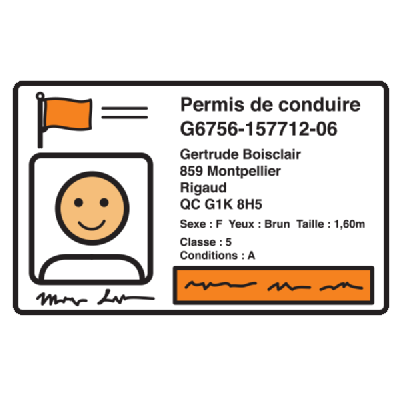 Permis de conduire
G6756-157712-06
Gertrude Boisclair
859 Montpellier
Rigaud
QC G1K 8H5
Sexe : F Yeux : Brun Taille : 1,60m
Classe : 5
Conditions : A